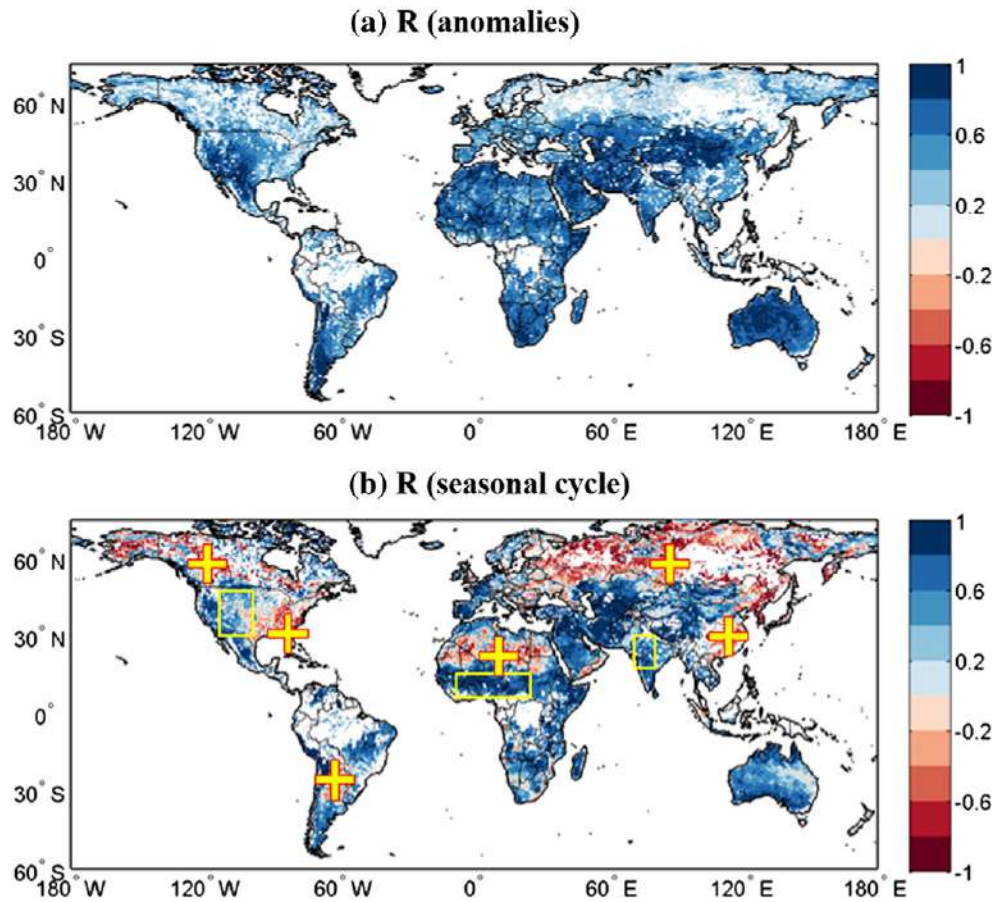 (a) R (anomalies)
60° N
30° N
0°
30° S
60° S
180° W
120° W
60° W
0°
60° E
120° E
180° E
1
0.6
0.2
-0.2
-0.6
-1
(b) R (seasonal cycle)
60° N
30° N
0°
30° S
60° S
180° W
120° W
60° W
0°
60° E
120° E
180° E
1
0.6
0.2
-0.2
-0.6
-1